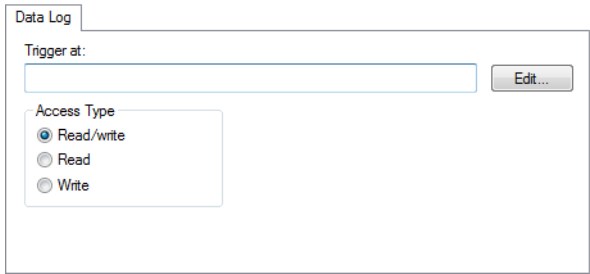 Data Log
Trigger at:
Edit...
Access Type
Read/write
Read
Write